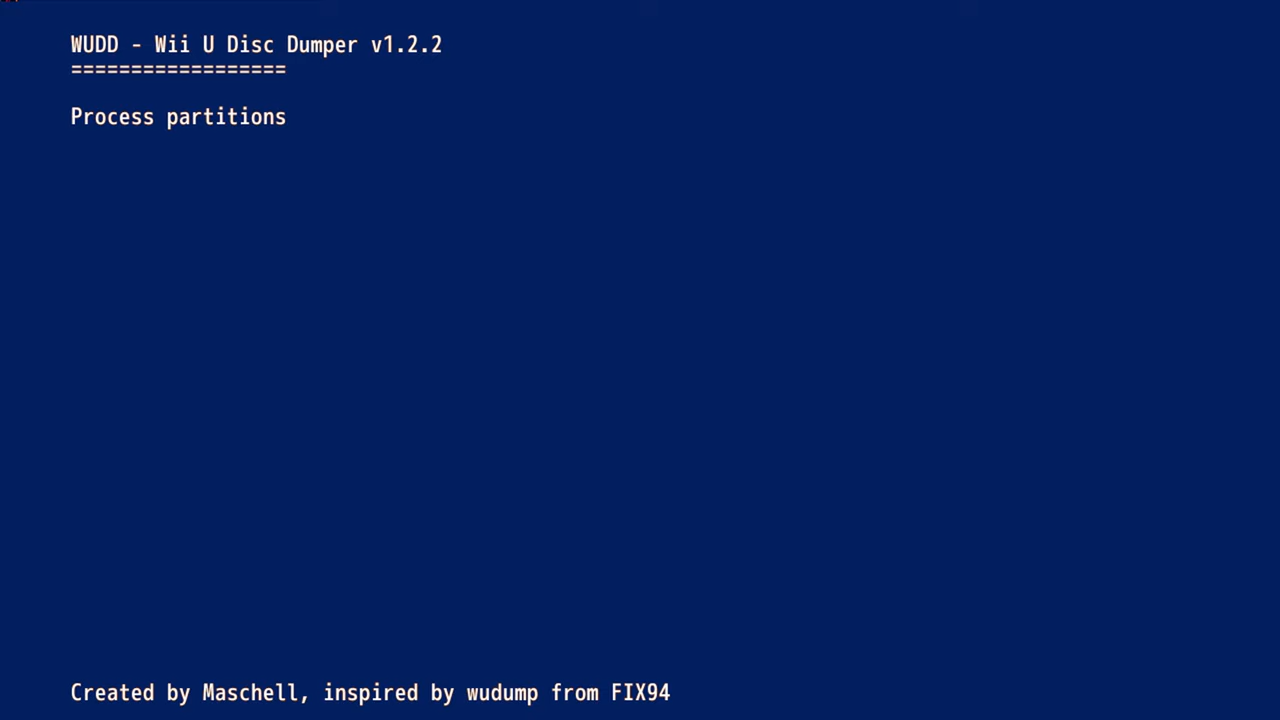 WUDD - Wii U Disc Dumper v1.2.2
==================
Process partitions
Created by Maschell, inspired by wudump from FIX94